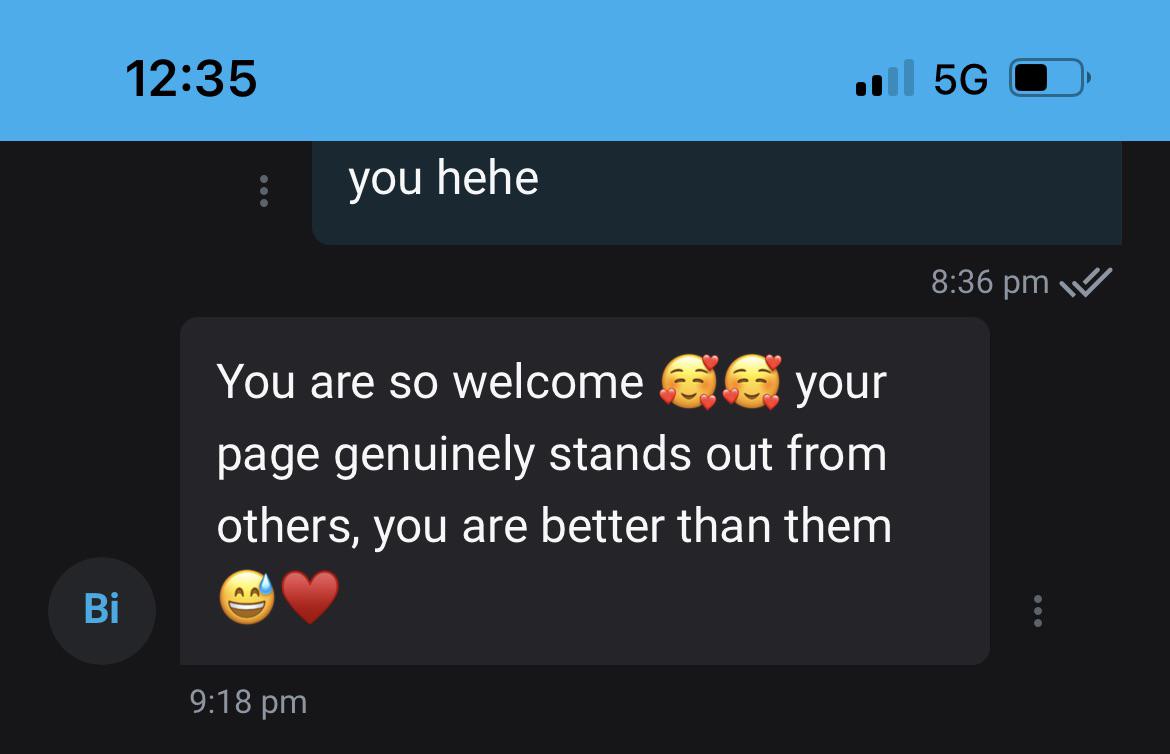 12:35 5G
you hehe
8:36 pm
You are so welcome 🥰🥰 your
page genuinely stands out from
others, you are better than them
😅♥️
Bi
9:18 pm